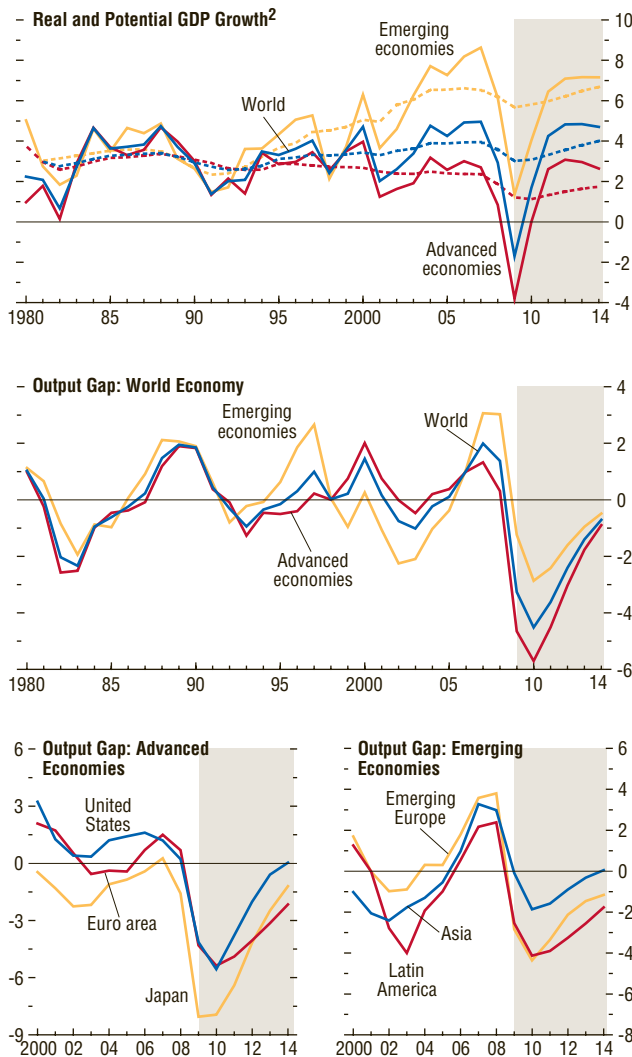 Real and Potential GDP Growth2
Emerging
economies
World
Advanced
economies
10
8
6
4
2
0
-2
-4
1980 85 90 95 2000 05 10 14
Output Gap: World Economy
Emerging
economies
World
Advanced
economies
4
2
0
-2
-4
-6
1980 85 90 95 2000 05 10 14
Output Gap: Advanced
Economies
United
States
Euro area
Japan
6
3
0
-3
-6
-9
2000 02 04 06 08 10 12 14
Output Gap: Emerging
Economies
Emerging
Europe
Asia
Latin
America
6
4
2
0
-2
-4
-6
-8
2000 02 04 06 08 10 12 14